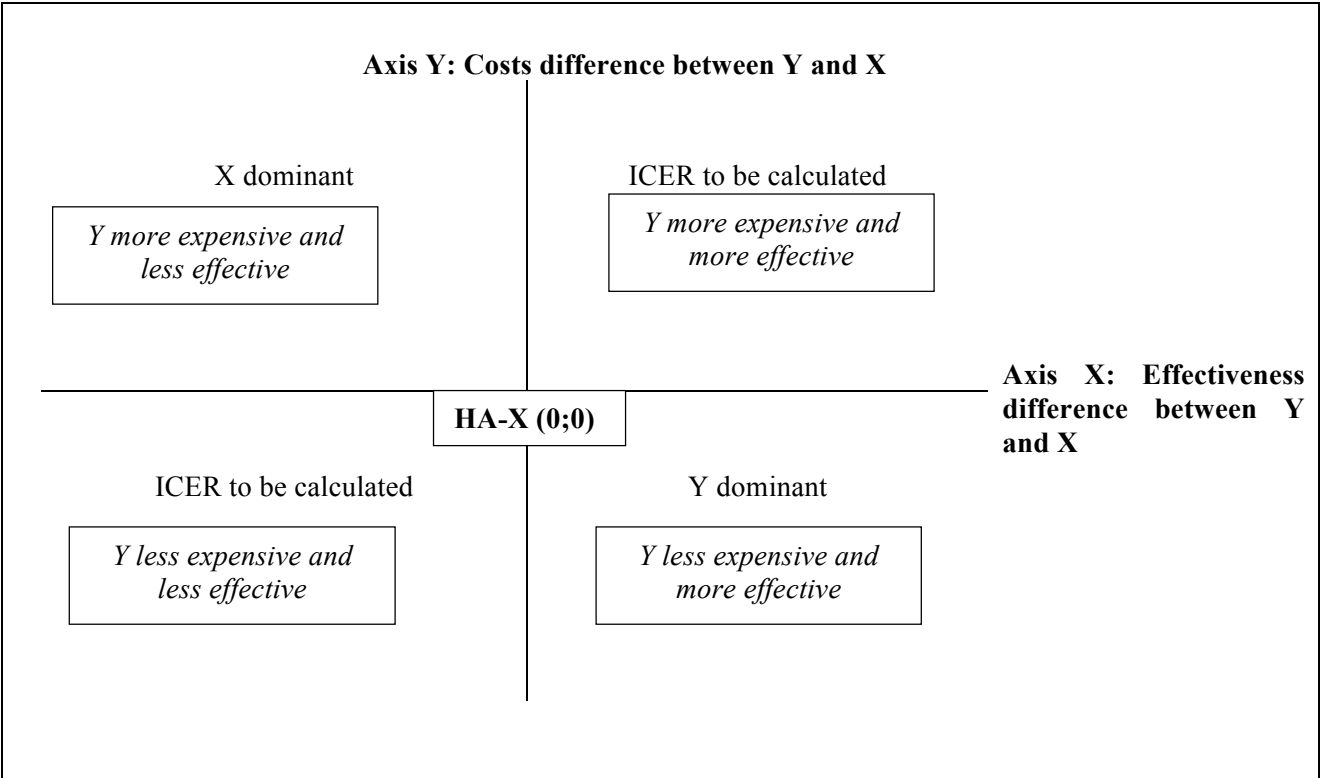 Axis Y: Costs difference between Y and X
X dominant
ICER to be calculated
Y more expensive and
less effective
Y more expensive and
more effective
Axis X: Effectiveness
difference between Y
and X
HA-X (0;0)
ICER to be calculated
Y dominant
Y less expensive and
less effective
Y less expensive and
more effective